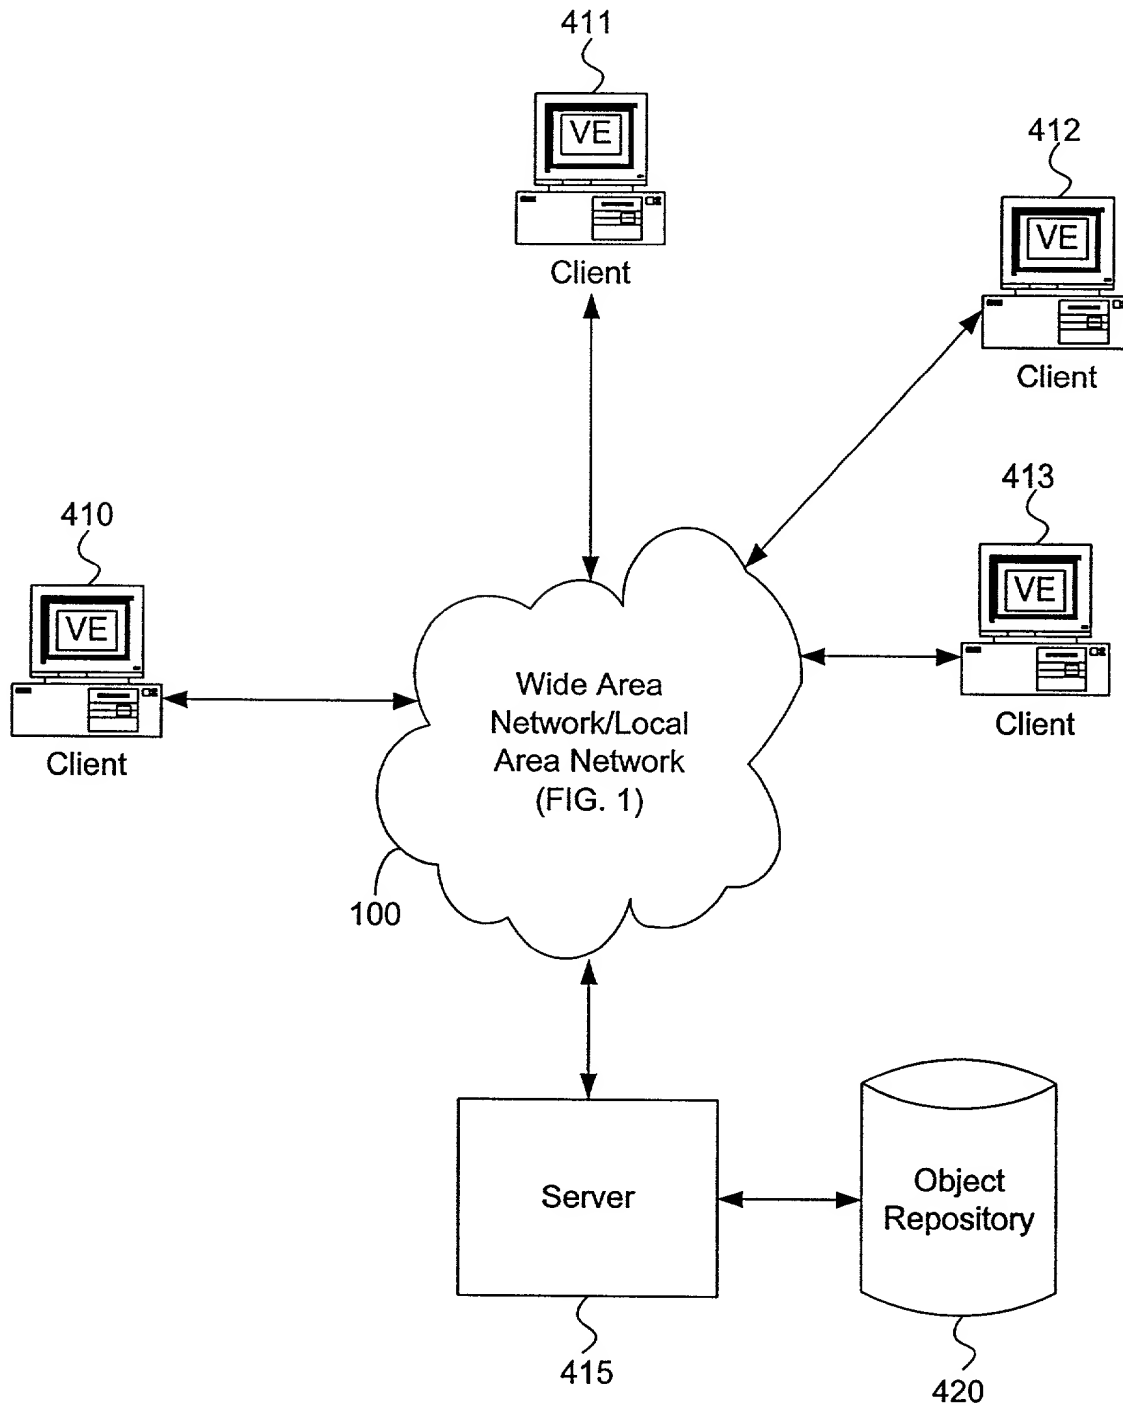 411
VE
Client
412
VE
Client
413
VE
Client
410
VE
Client
Wide Area
Network/Local
Area Network
(FIG. 1)
100
Server
415
Object
Repository
420